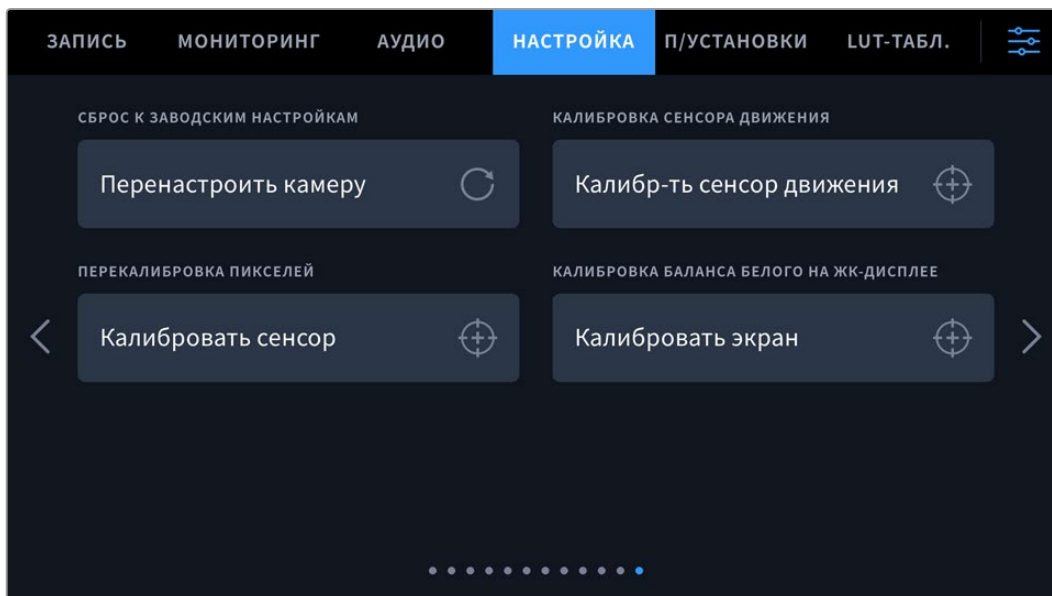 ЗАПИСЬ МОНИТОРИНГ АУДИО НАСТРОЙКА П/УСТАНОВКИ LUT-ТАБЛ.
СБРОС К ЗАВОДСКИМ НАСТРОЙКАМ
Перенастроить камеру
КАЛИБРОВКА СЕНСОРА ДВИЖЕНИЯ
Калибр-ть сенсор движения
ПЕРЕКАЛИБРОВКА ПИКСЕЛЕЙ
Калибровать сенсор
КАЛИБРОВКА БАЛАНСА БЕЛОГО НА ЖК-ДИСПЛЕЕ
Калибровать экран